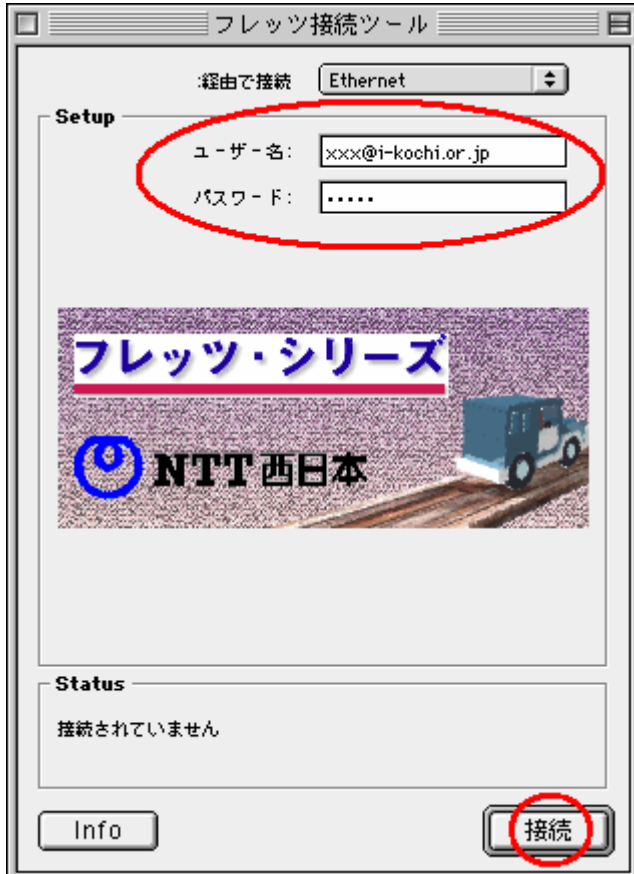 フレッツ接続ツール
:経由で接続 Ethernet
Setup
ユーザー名: xxx@i-kochi.or.jp
パスワード: •••••
フレッツ・シリーズ
NTT西日本
Status
接続されていません
Info 接続